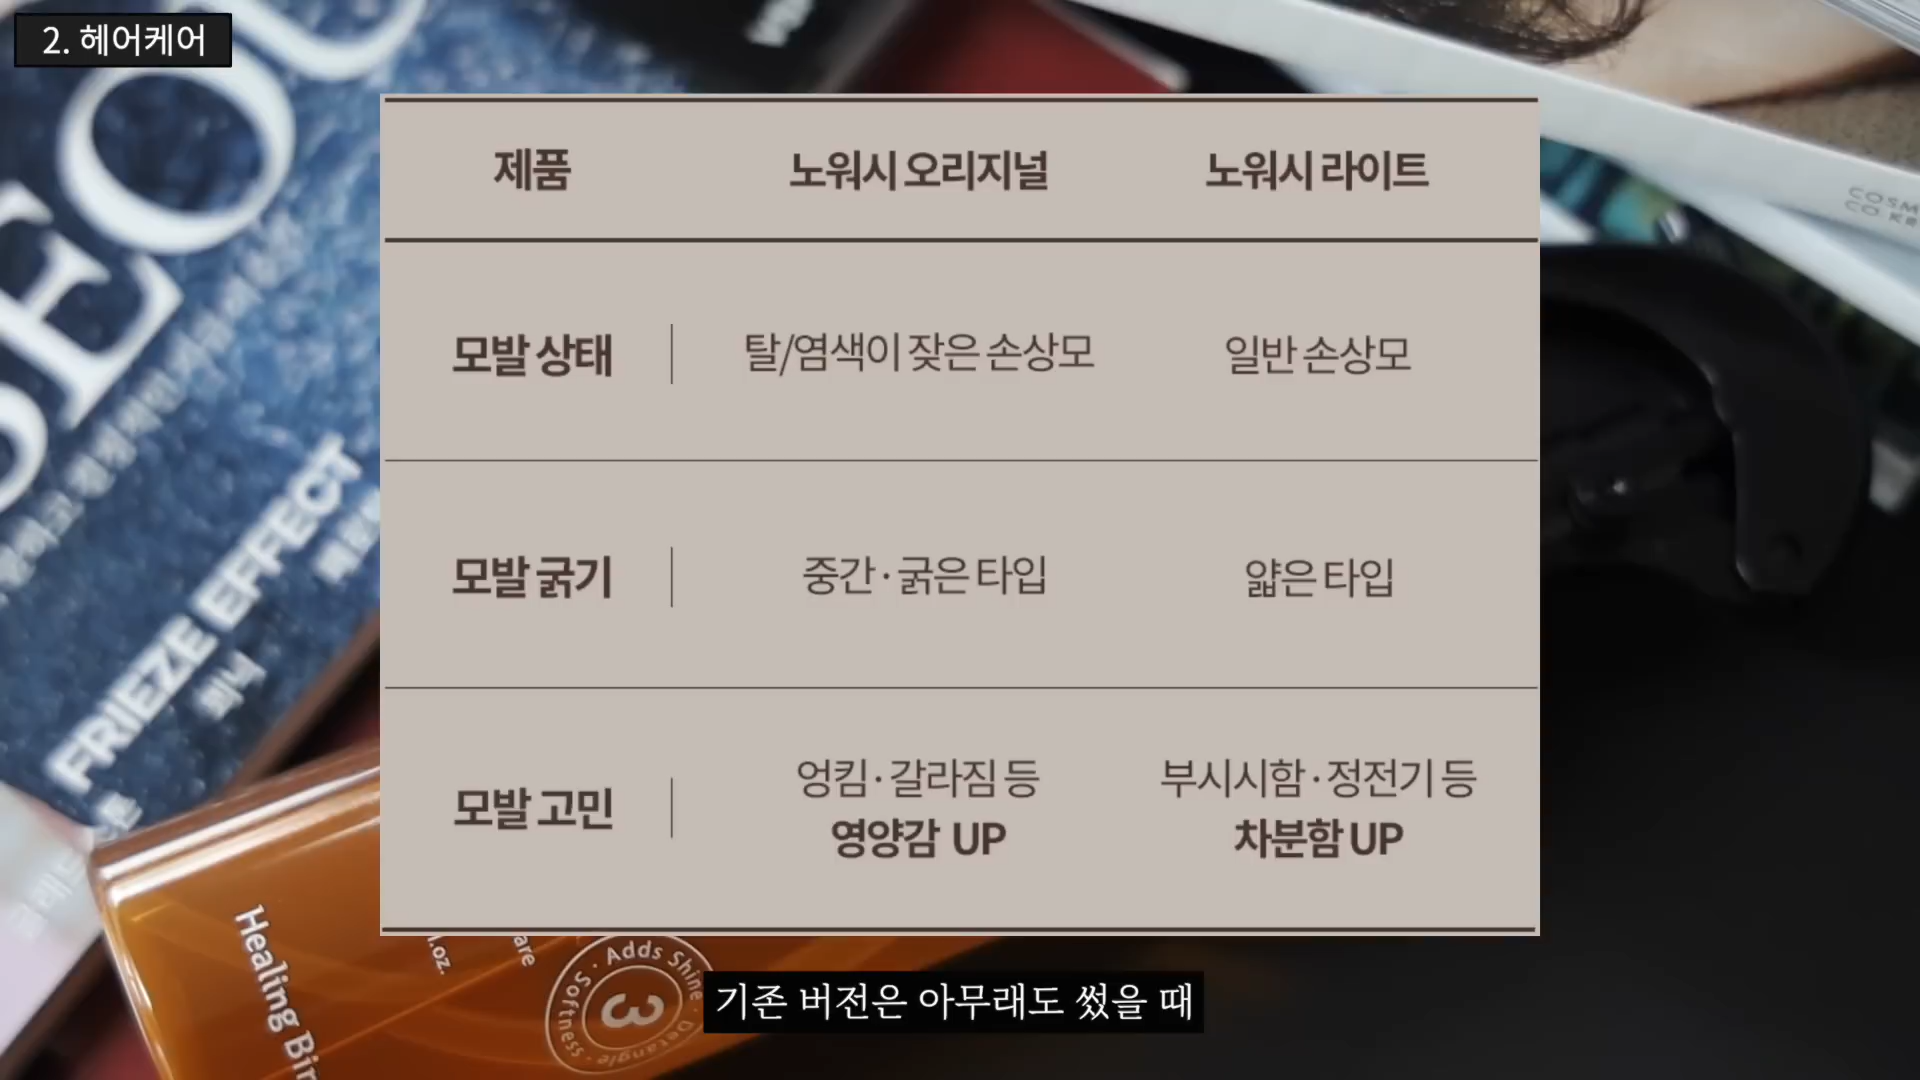 2. 헤어케어
제품 노워시 오리지널 노워시 라이트
모발 상태 탈/염색이 잦은 손상모 일반 손상모
모발 굵기 중간·굵은 타입 얇은 타입
모발 고민 엉킴·갈라짐 등 부시시함·정전기 등
영양감 UP 차분함 UP
FRIEZE EFFECT
COSM
Healing Bir
Adds Shine · Detangle · Softness
3
기존 버전은 아무래도 썼을 때